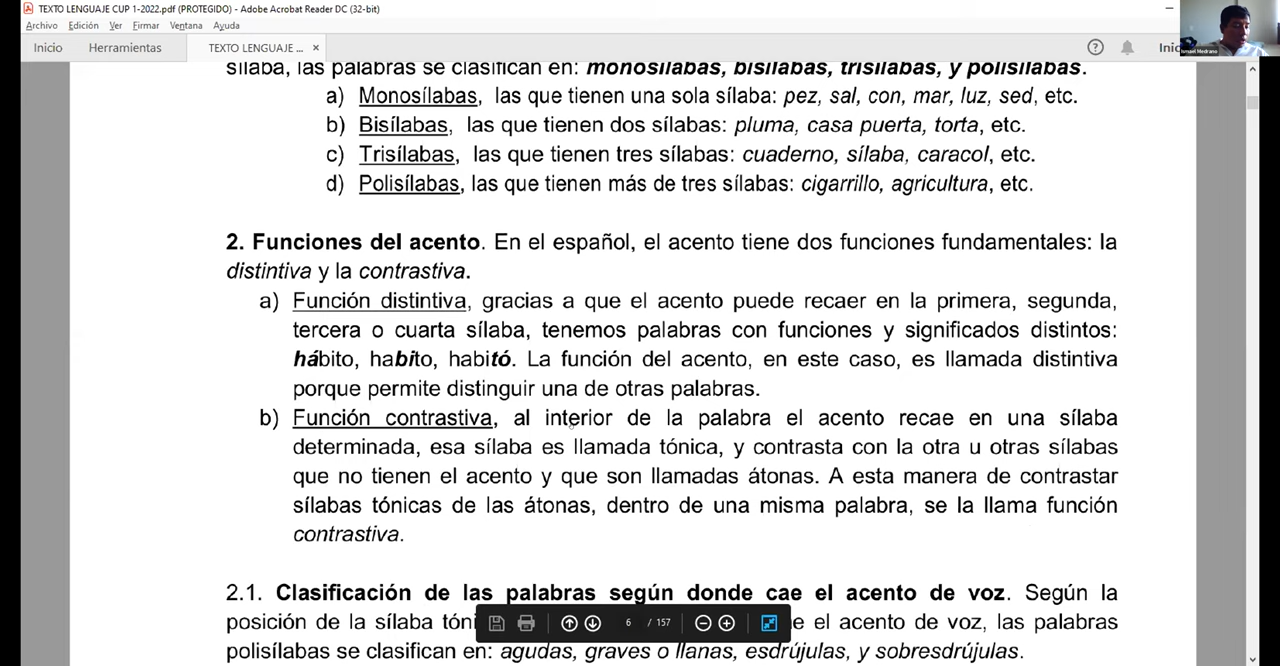 TEXTO LENGUAJE CUP 1-2022.pdf (PROTEGIDO) - Adobe Acrobat Reader DC (32-bit)
Archivo Edición Ver Firmar Ventana Ayuda
Inicio Herramientas TEXTO LENGUAJE ... × Inic
Ismael Medrano
sílaba, las palabras se clasifican en: monosílabas, bisílabas, trisílabas, y polisílabas.
a) Monosílabas, las que tienen una sola sílaba: pez, sal, con, mar, luz, sed, etc.
b) Bisílabas, las que tienen dos sílabas: pluma, casa puerta, torta, etc.
c) Trisílabas, las que tienen tres sílabas: cuaderno, sílaba, caracol, etc.
d) Polisílabas, las que tienen más de tres sílabas: cigarrillo, agricultura, etc.
2. Funciones del acento. En el español, el acento tiene dos funciones fundamentales: la
distintiva y la contrastiva.
a) Función distintiva, gracias a que el acento puede recaer en la primera, segunda,
tercera o cuarta sílaba, tenemos palabras con funciones y significados distintos:
hábito, habito, habitó. La función del acento, en este caso, es llamada distintiva
porque permite distinguir una de otras palabras.
b) Función contrastiva, al interior de la palabra el acento recae en una sílaba
determinada, esa sílaba es llamada tónica, y contrasta con la otra u otras sílabas
que no tienen el acento y que son llamadas átonas. A esta manera de contrastar
sílabas tónicas de las átonas, dentro de una misma palabra, se la llama función
contrastiva.
2.1. Clasificación de las palabras según donde cae el acento de voz. Según la
posición de la sílaba tóni e el acento de voz, las palabras
6 / 157
polisílabas se clasifican en: agudas, graves o llanas, esdrújulas, y sobresdrújulas.